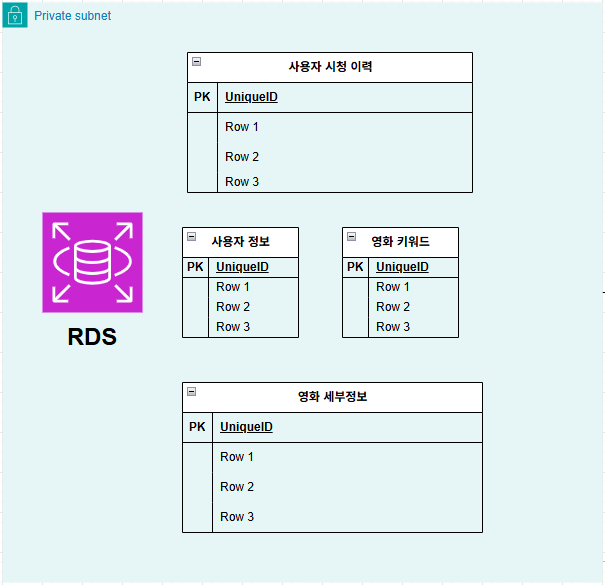 Private subnet
사용자 시청 이력
PK UniqueID
Row 1
Row 2
Row 3
RDS
사용자 정보
PK UniqueID
Row 1
Row 2
Row 3
영화 키워드
PK UniqueID
Row 1
Row 2
Row 3
영화 세부정보
PK UniqueID
Row 1
Row 2
Row 3